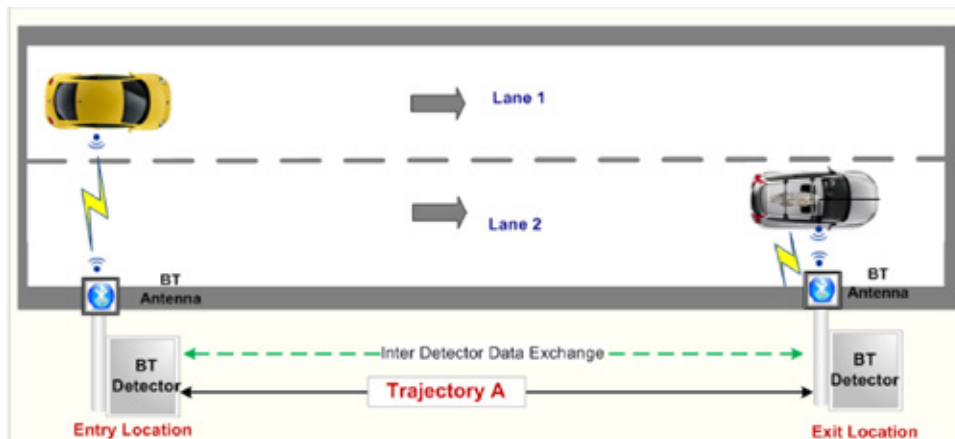 Lane 1
Lane 2
BT
Antenna
BT
Antenna
Inter Detector Data Exchange
BT
Detector
BT
Detector
Trajectory A
Entry Location
Exit Location